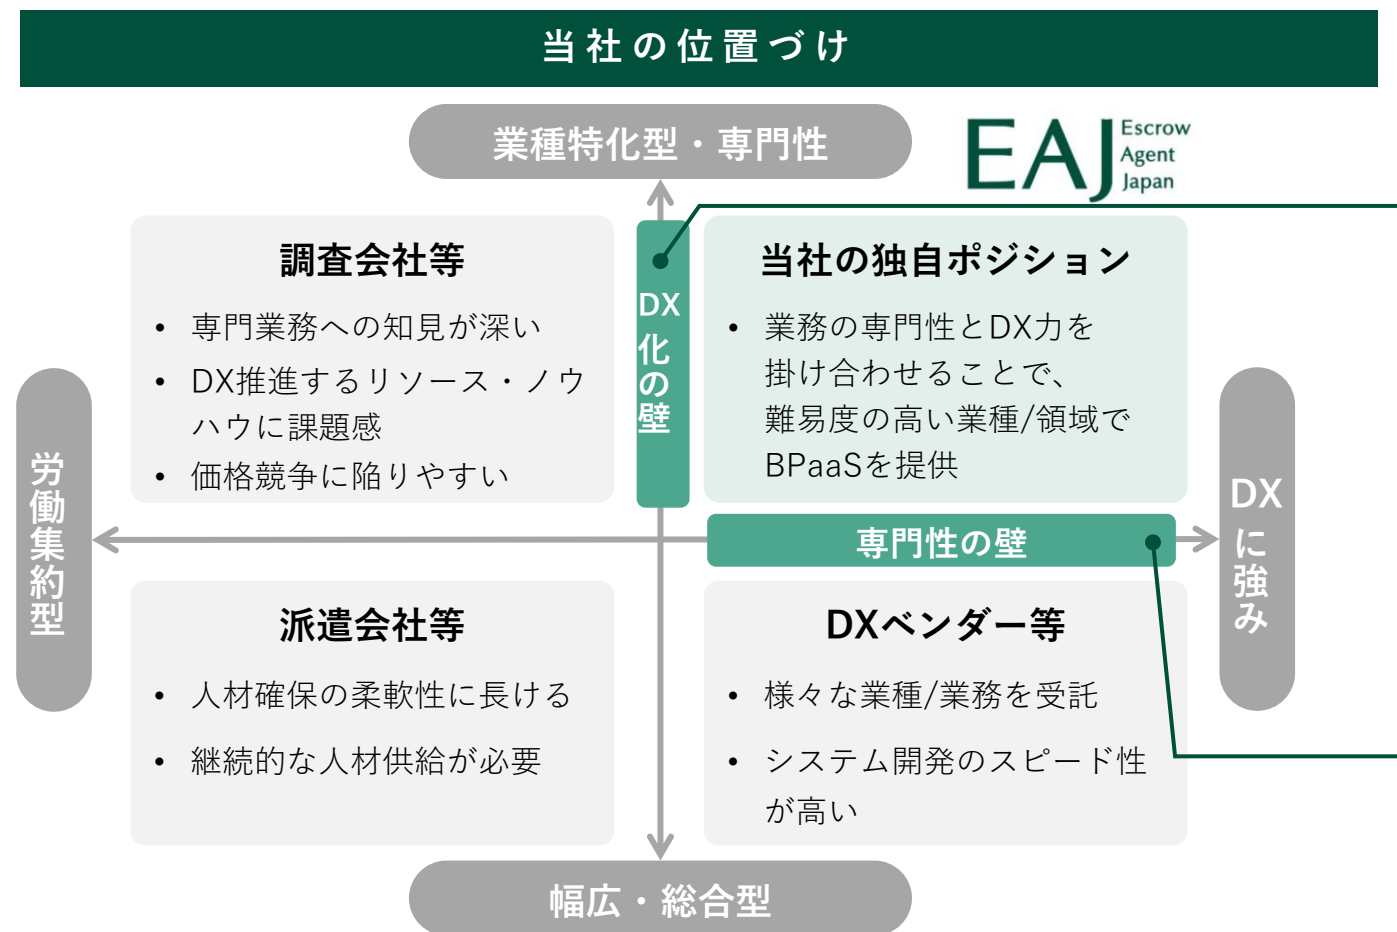 当社の位置づけ
業種特化型・専門性
EAJ
Escrow
Agent
Japan
調査会社等
• 専門業務への知見が深い
• DX推進するリソース・ノウ
ハウに課題感
• 価格競争に陥りやすい
DX化の壁
当社の独自ポジション
• 業務の専門性とDX力を
掛け合わせることで、
難易度の高い業種/領域で
BPaaSを提供
労働集約型
専門性の壁
DXに強み
派遣会社等
• 人材確保の柔軟性に長ける
• 継続的な人材供給が必要
DXベンダー等
• 様々な業種/業務を受託
• システム開発のスピード性
が高い
幅広・総合型